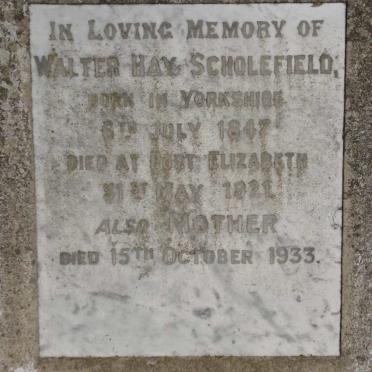 IN LOVING MEMORY OF
WALTER HAY SCHOLEFIELD,
BORN IN YORKSHIRE
6TH JULY 1847
DIED AT PORT ELIZABETH
31ST MAY 1921.
ALSO MOTHER
DIED 15TH OCTOBER 1933.